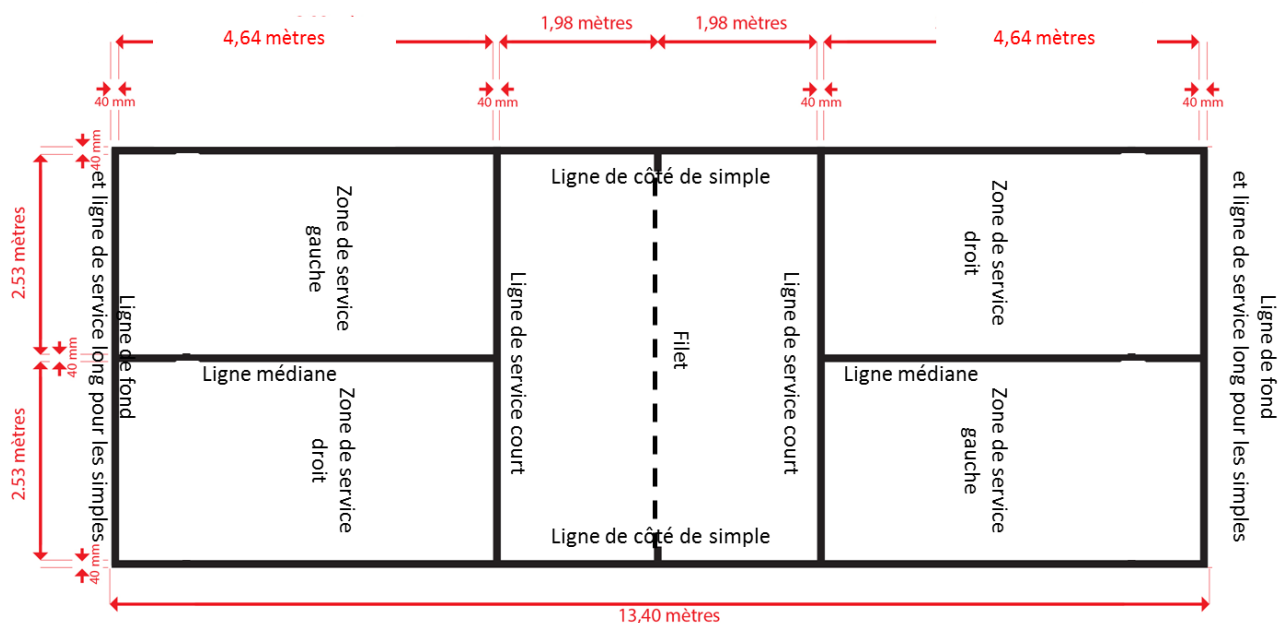 1,98 mètres
1,98 mètres
4,64 mètres
4,64 mètres
40 mm
40 mm
40 mm
40 mm
40 mm
Ligne de côté de simple
2.53 mètres
et ligne de service long pour les simples
Ligne de fond
Zone de service
gauche
Ligne de service court
Filet
Ligne de service court
Zone de service
droit
Ligne de fond
et ligne de service long pour les simples
40 mm
Ligne médiane
Ligne médiane
2.53 mètres
Zone de service
droit
Zone de service
gauche
Ligne de côté de simple
40 mm
13,40 mètres